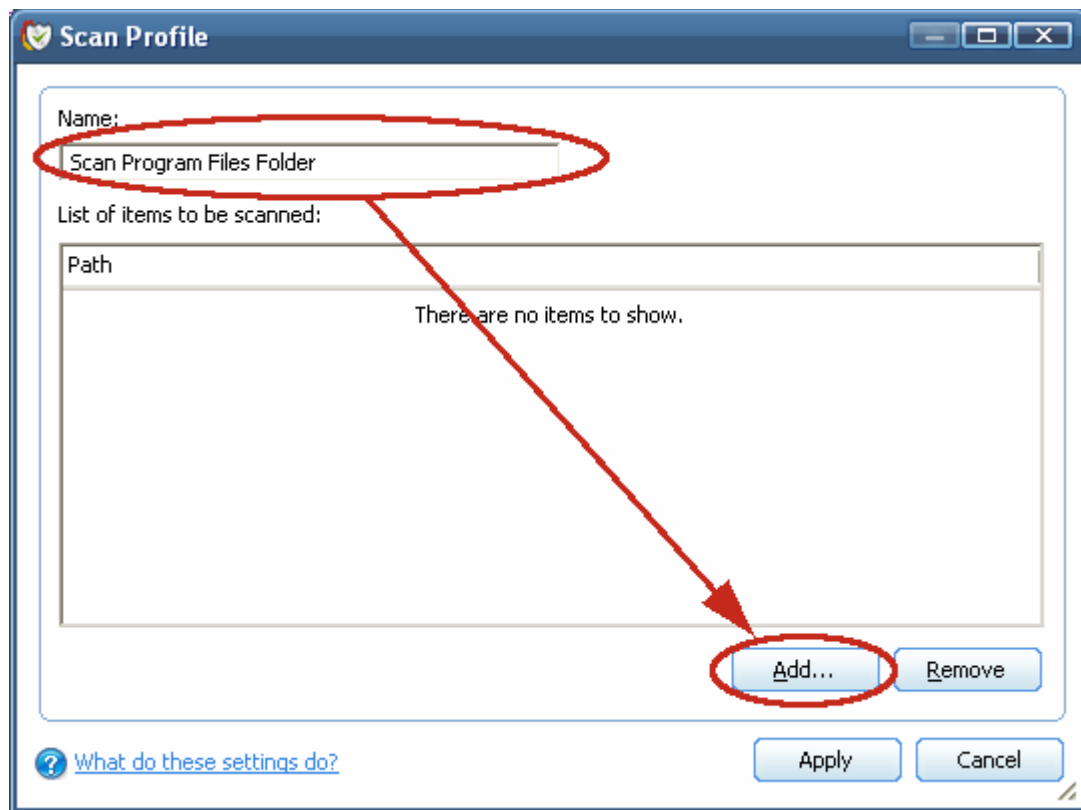 Scan Profile
Name:
Scan Program Files Folder
List of items to be scanned:
Path
There are no items to show.
Add...
Remove
What do these settings do?
Apply
Cancel